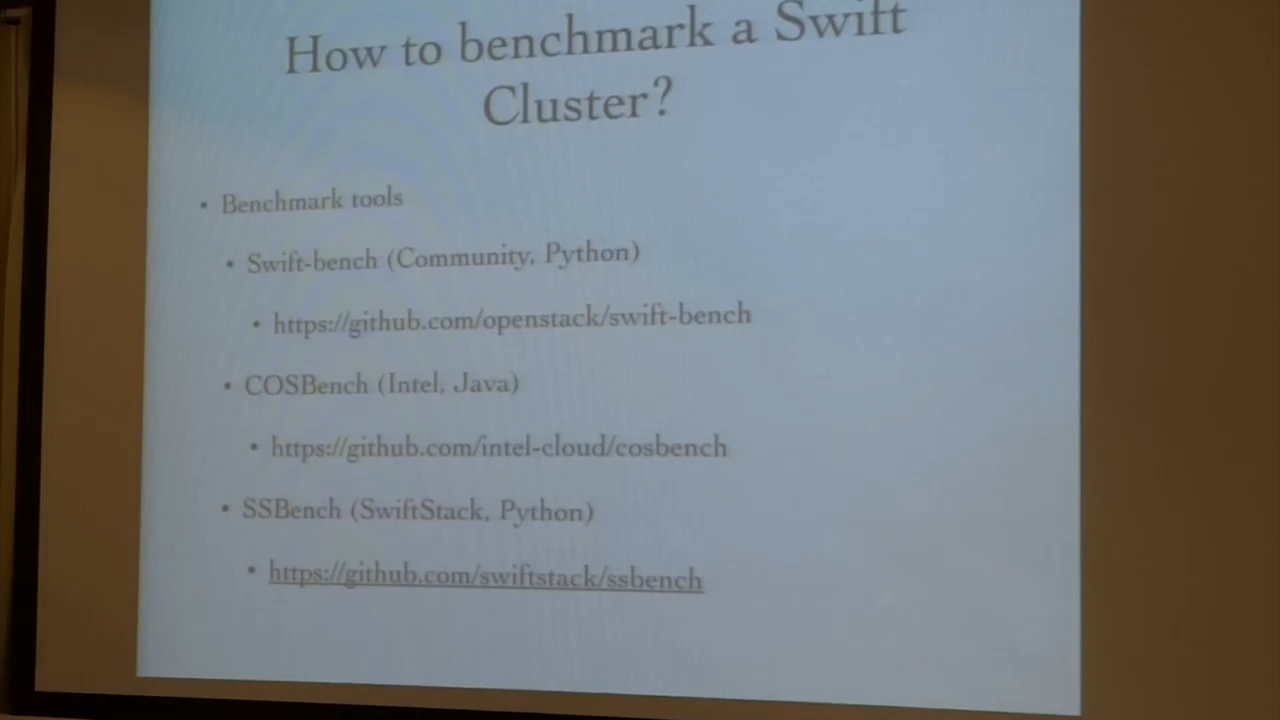 How to benchmark a Swift
Cluster?
• Benchmark tools
• Swift-bench (Community, Python)
• https://github.com/openstack/swift-bench
• COSBench (Intel, Java)
• https://github.com/intel-cloud/cosbench
• SSBench (SwiftStack, Python)
• https://github.com/swiftstack/ssbench